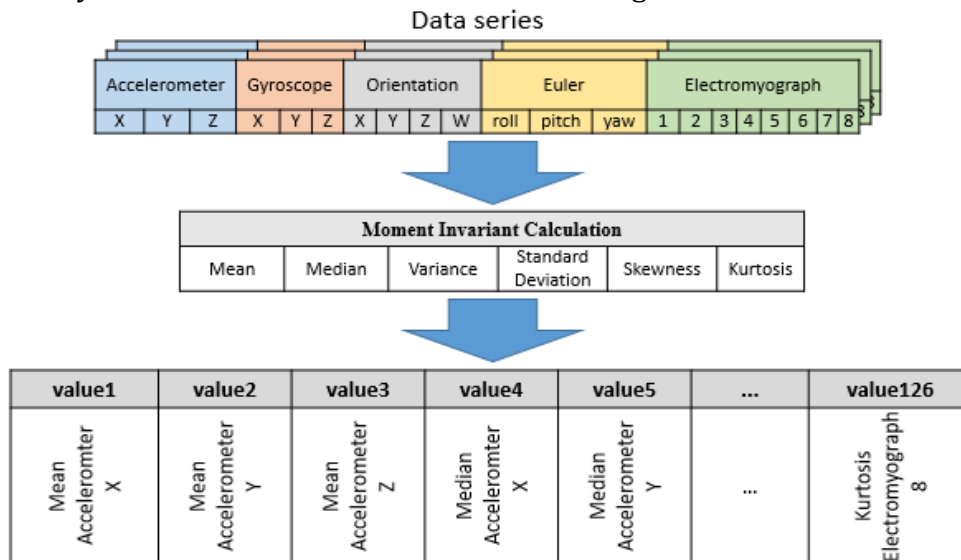 Data series
Accelerometer Gyroscope Orientation Euler Electromyograph
X Y Z X Y Z X Y Z W roll pitch yaw 1 2 3 4 5 6 7 8
Moment Invariant Calculation
Mean Median Variance Standard Deviation Skewness Kurtosis
value1 value2 value3 value4 value5 ... value126
Mean Acceleromter X
Mean Accelerometer Y
Mean Accelerometer Z
Median Acceleromter X
Median Accelerometer Y
...
Kurtosis Electromyograph 8